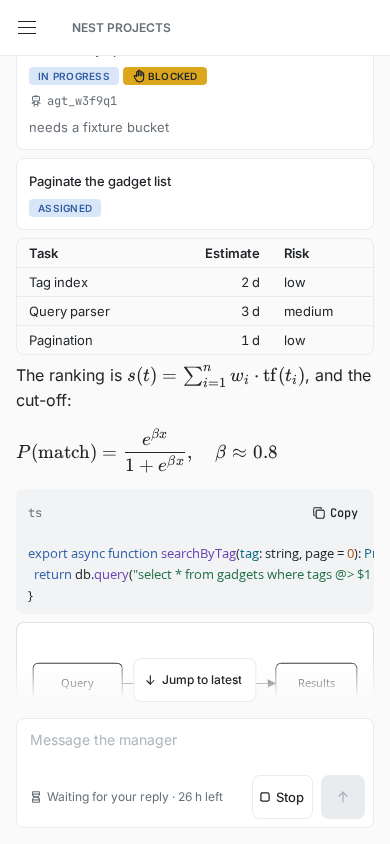 NEST PROJECTS
IN PROGRESS BLOCKED
agt_w3f9q1
needs a fixture bucket
Paginate the gadget list
ASSIGNED
Task Estimate Risk
Tag index 2 d low
Query parser 3 d medium
Pagination 1 d low
The ranking is s(t) = ∑ⁿᵢ₌₁ wᵢ · tf(tᵢ), and the
cut-off:
P(match) = e^{βx} / (1 + e^{βx}), β ≈ 0.8
ts Copy
export async function searchByTag(tag: string, page = 0): Pr
return db.query("select * from gadgets where tags @> $1
}
Query Jump to latest Results
Message the manager
Waiting for your reply · 26 h left Stop